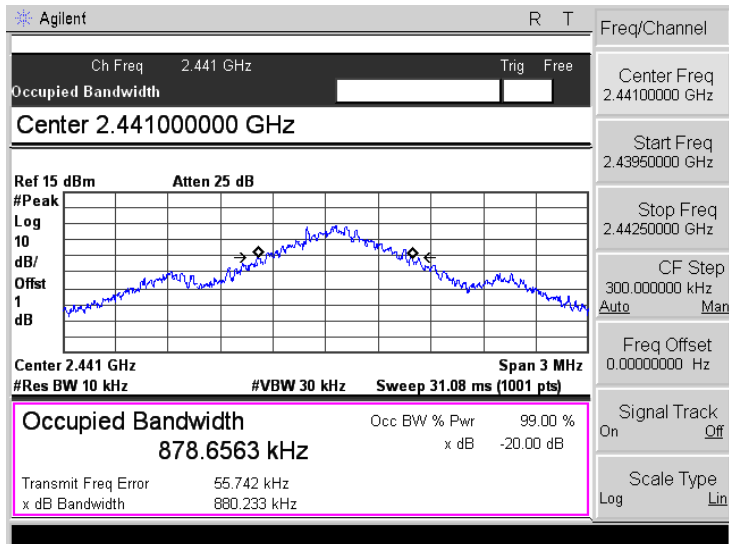 Agilent R T
Ch Freq 2.441 GHz Trig Free
Occupied Bandwidth
Center 2.441000000 GHz
Ref 15 dBm Atten 25 dB
#Peak
Log
10
dB/
Offst
1
dB
Center 2.441 GHz Span 3 MHz
#Res BW 10 kHz #VBW 30 kHz Sweep 31.08 ms (1001 pts)
Occupied Bandwidth Occ BW % Pwr 99.00 %
878.6563 kHz x dB -20.00 dB
Transmit Freq Error 55.742 kHz
x dB Bandwidth 880.233 kHz
Freq/Channel
Center Freq
2.44100000 GHz
Start Freq
2.43950000 GHz
Stop Freq
2.44250000 GHz
CF Step
300.000000 kHz
Auto Man
Freq Offset
0.00000000 Hz
Signal Track
On Off
Scale Type
Log Lin